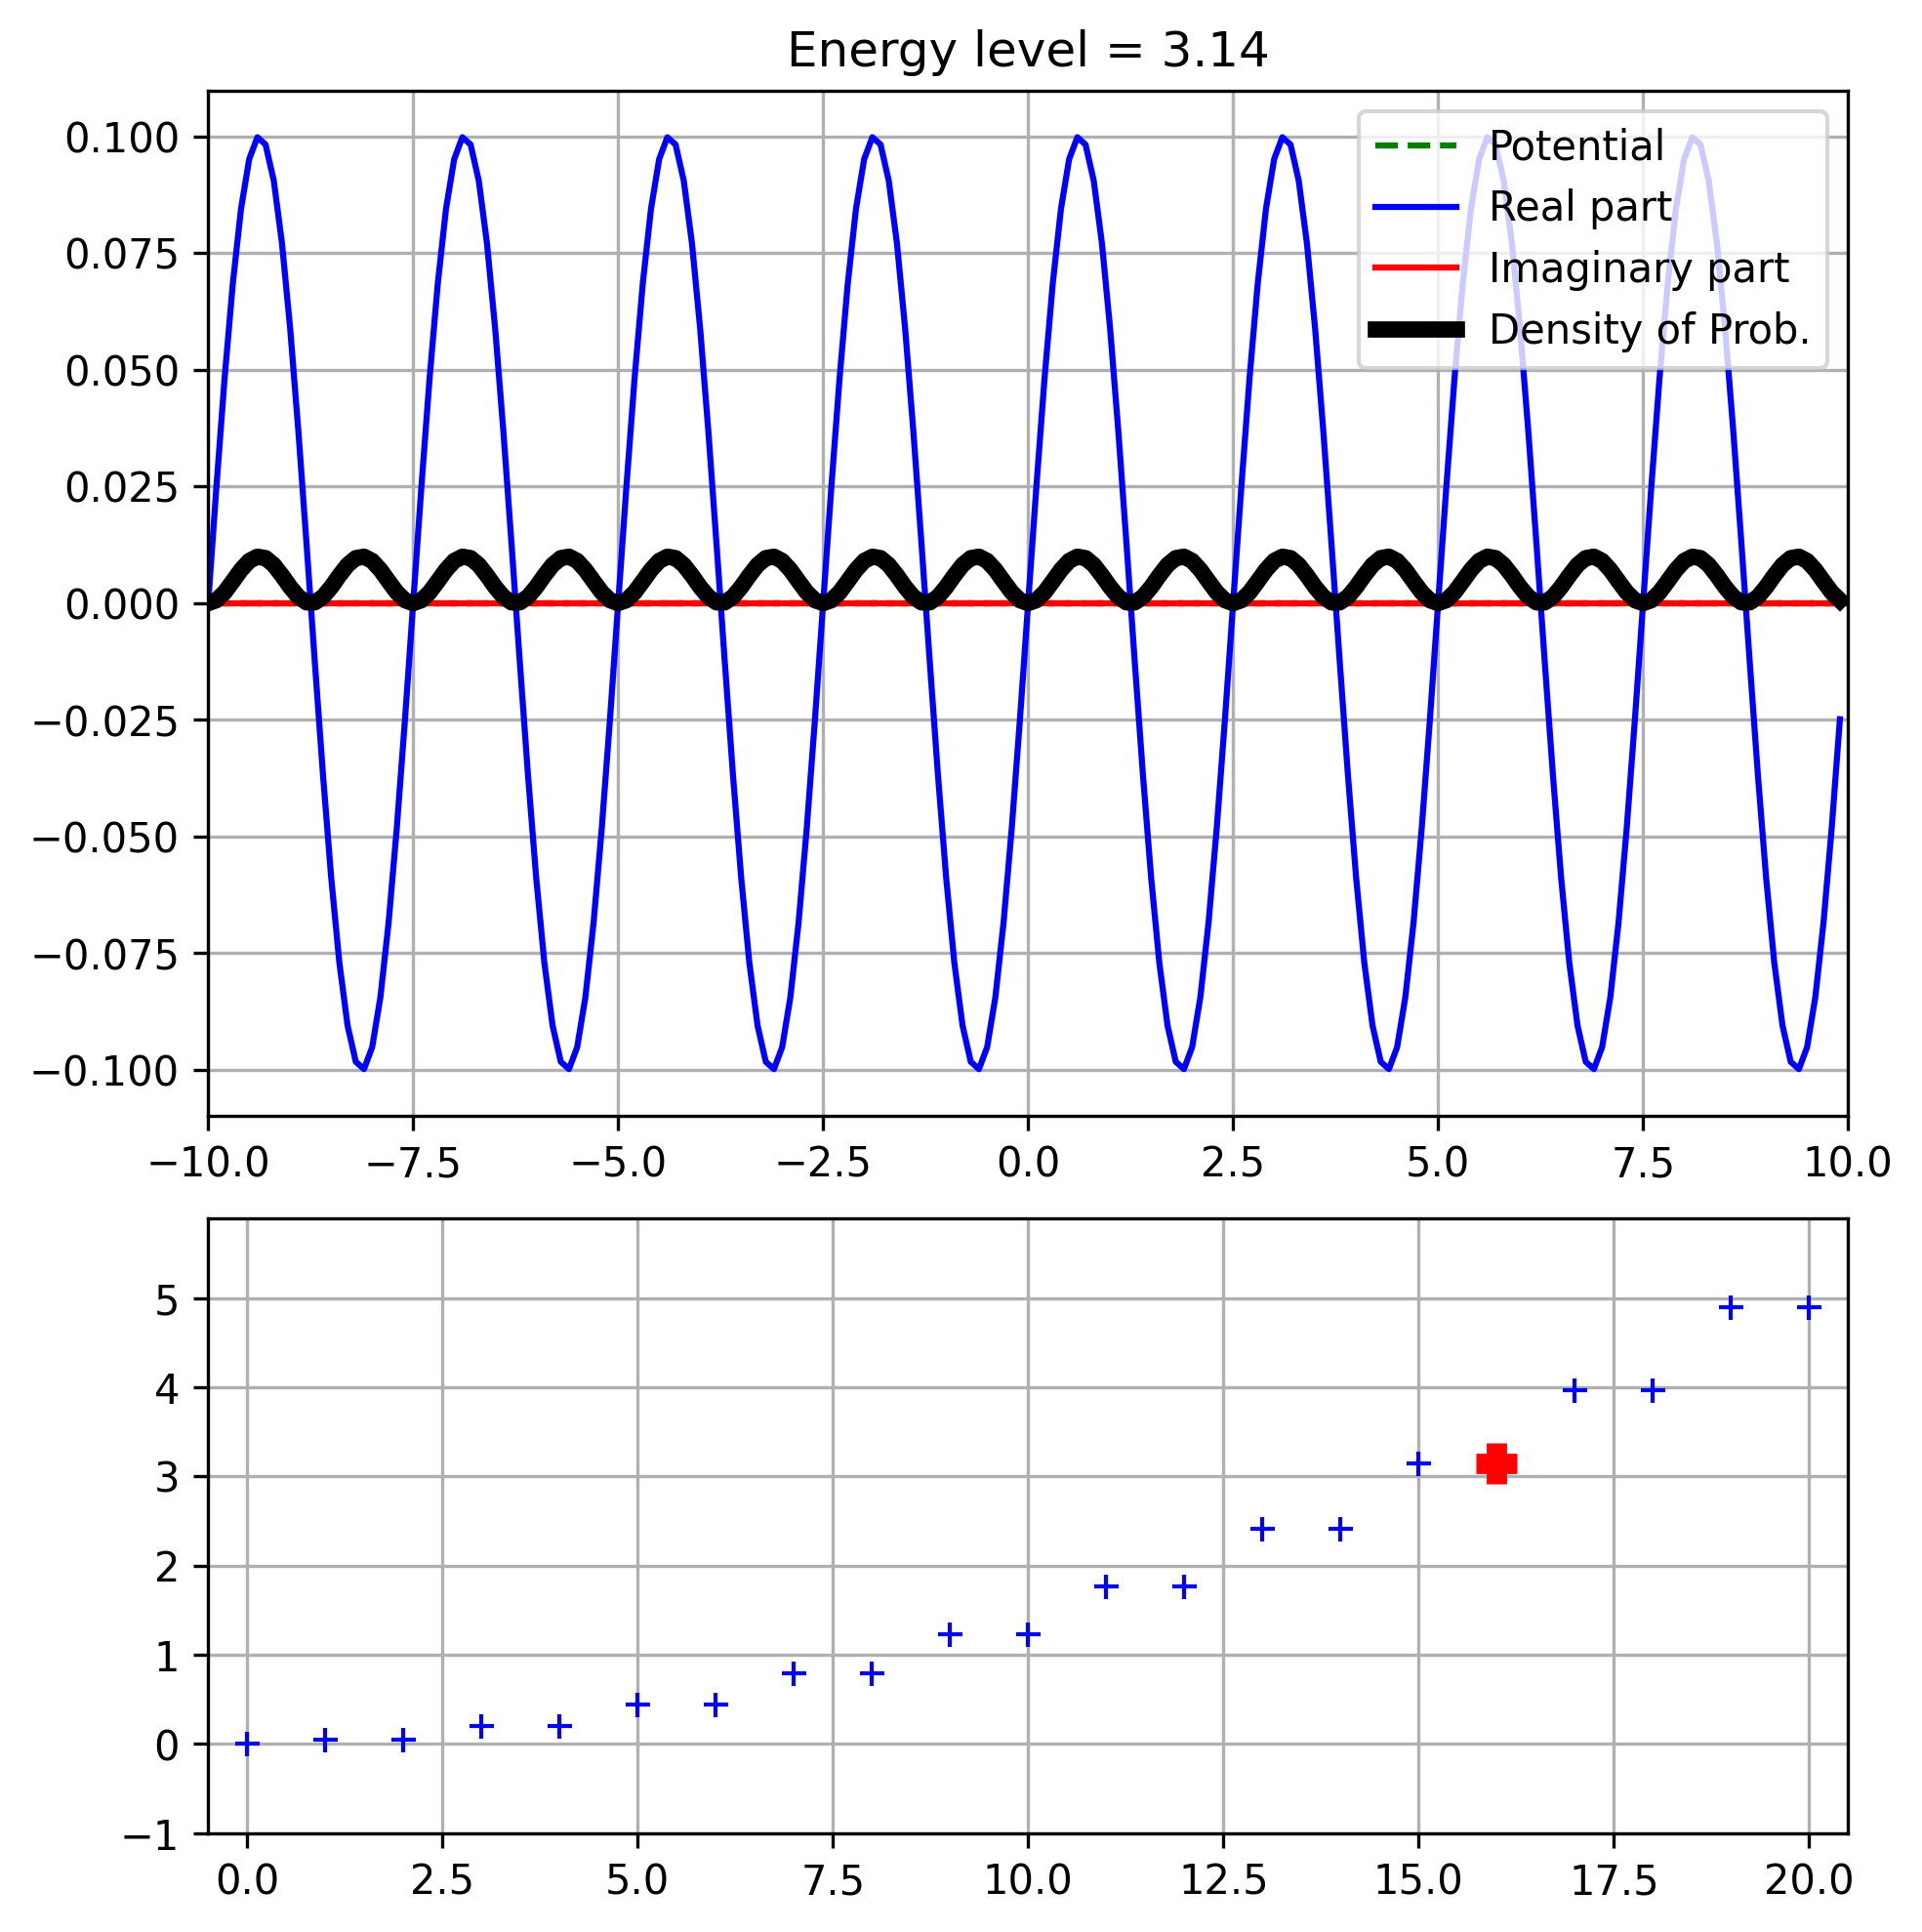 Energy level = 3.14
0.100
0.075
0.050
0.025
0.000
−0.025
−0.050
−0.075
−0.100
Potential
Real part
Imaginary part
Density of Prob.
−10.0 −7.5 −5.0 −2.5 0.0 2.5 5.0 7.5 10.0
5
4
3
2
1
0
−1
0.0 2.5 5.0 7.5 10.0 12.5 15.0 17.5 20.0